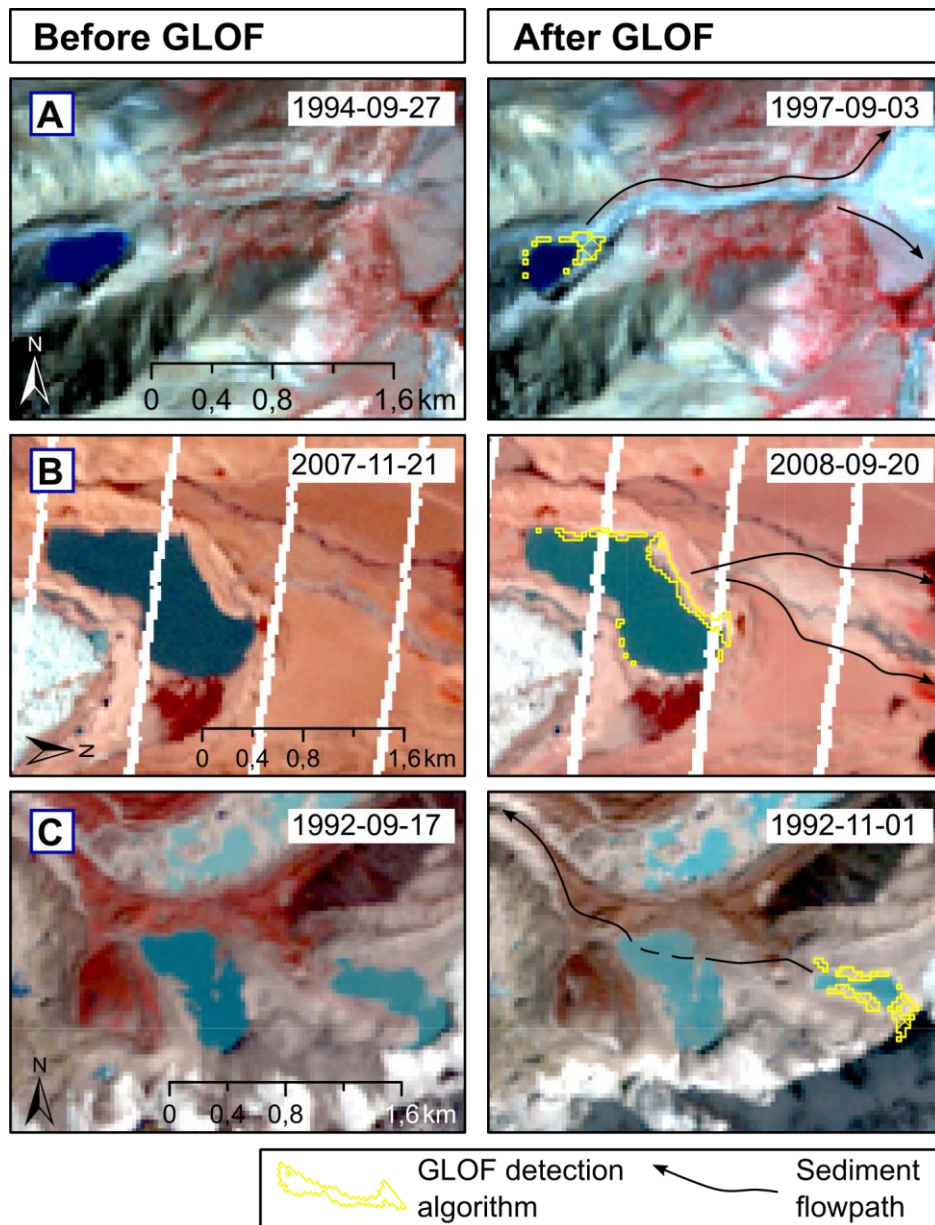 Before GLOF
After GLOF
A
1994-09-27
1997-09-03
N
0 0,4 0,8 1,6 km
B
2007-11-21
2008-09-20
N
0 0,4 0,8 1,6 km
C
1992-09-17
1992-11-01
N
0 0,4 0,8 1,6 km
GLOF detection
algorithm
Sediment
flowpath